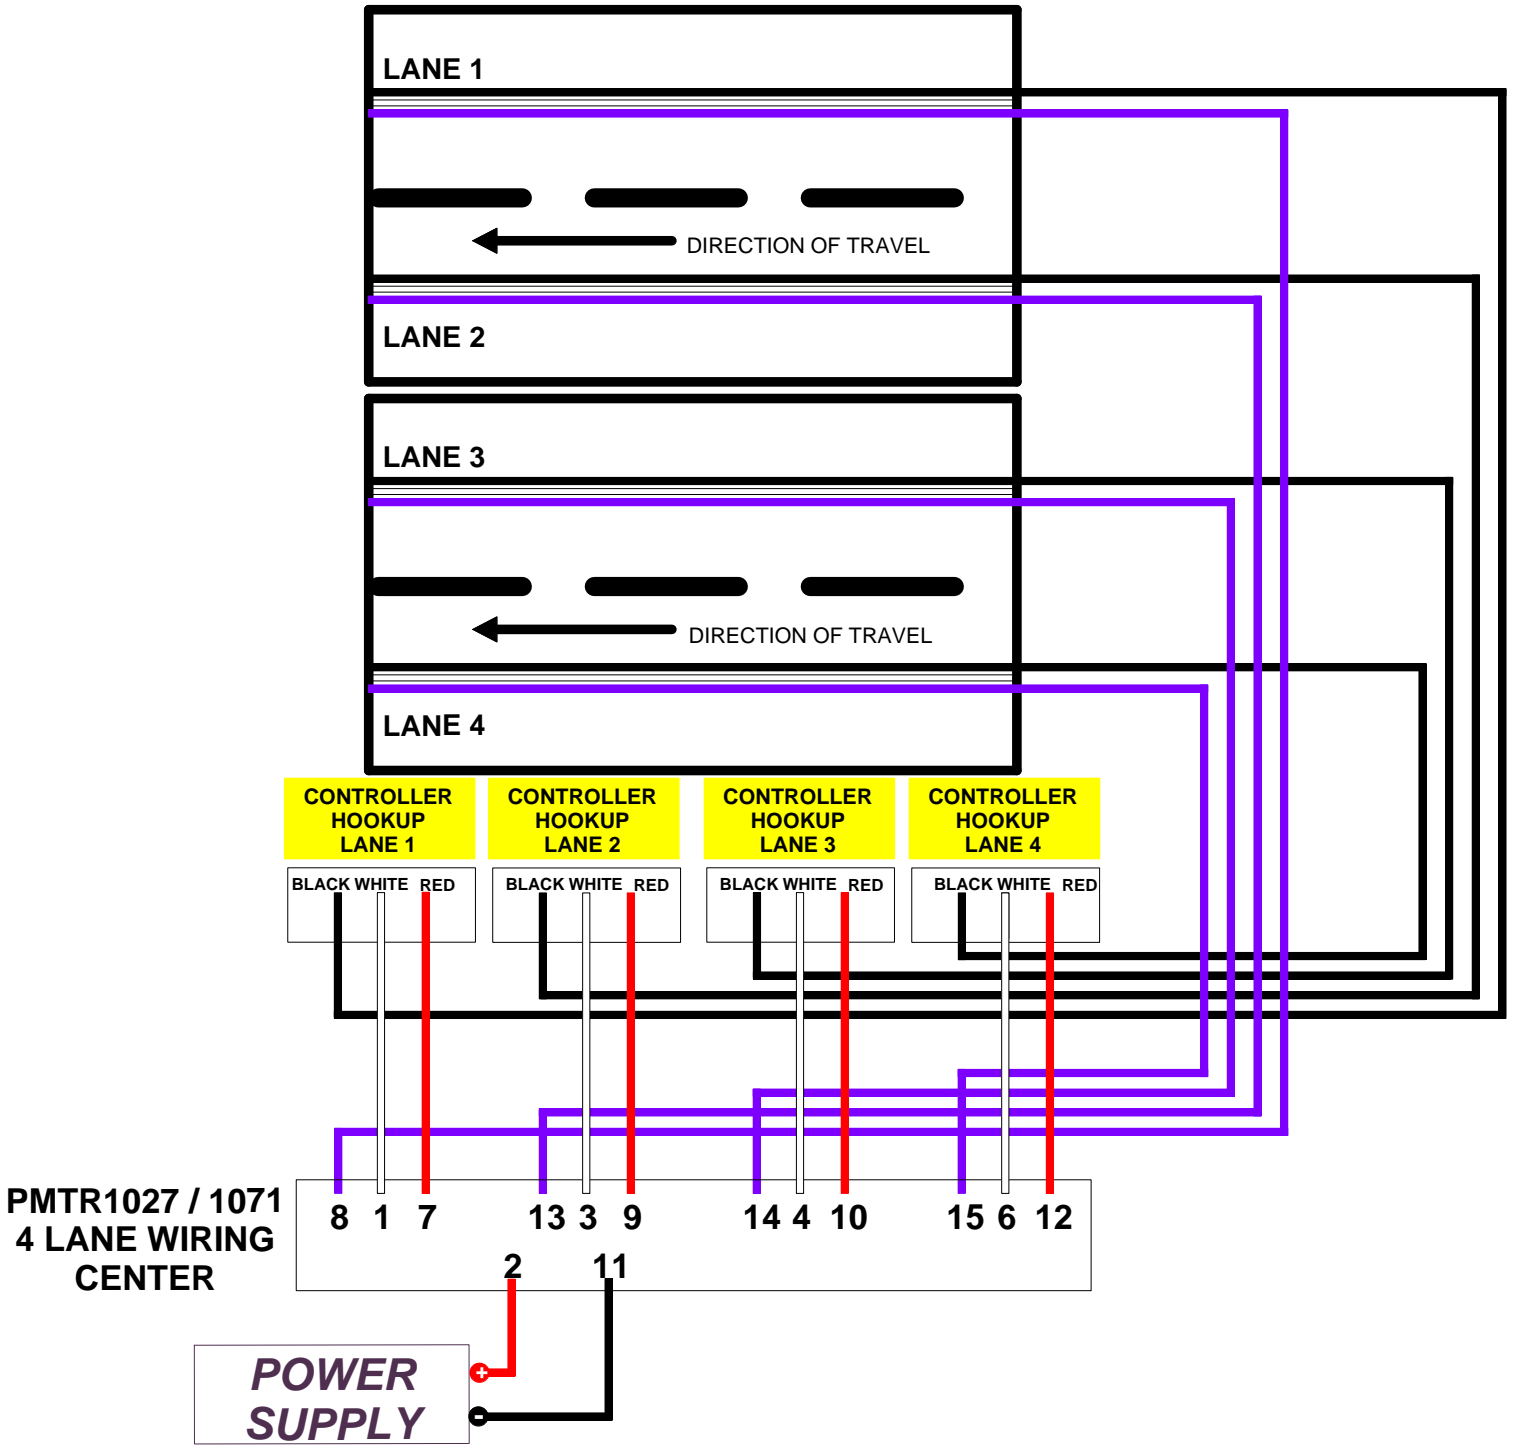 LANE 1
DIRECTION OF TRAVEL
LANE 2
LANE 3
DIRECTION OF TRAVEL
LANE 4
CONTROLLER
HOOKUP
LANE 1
CONTROLLER
HOOKUP
LANE 2
CONTROLLER
HOOKUP
LANE 3
CONTROLLER
HOOKUP
LANE 4
BLACK WHITE RED
BLACK WHITE RED
BLACK WHITE RED
BLACK WHITE RED
PMTR1027 / 1071
4 LANE WIRING
CENTER
8 1 7 13 3 9 14 4 10 15 6 12
2 11
POWER
SUPPLY
+
-